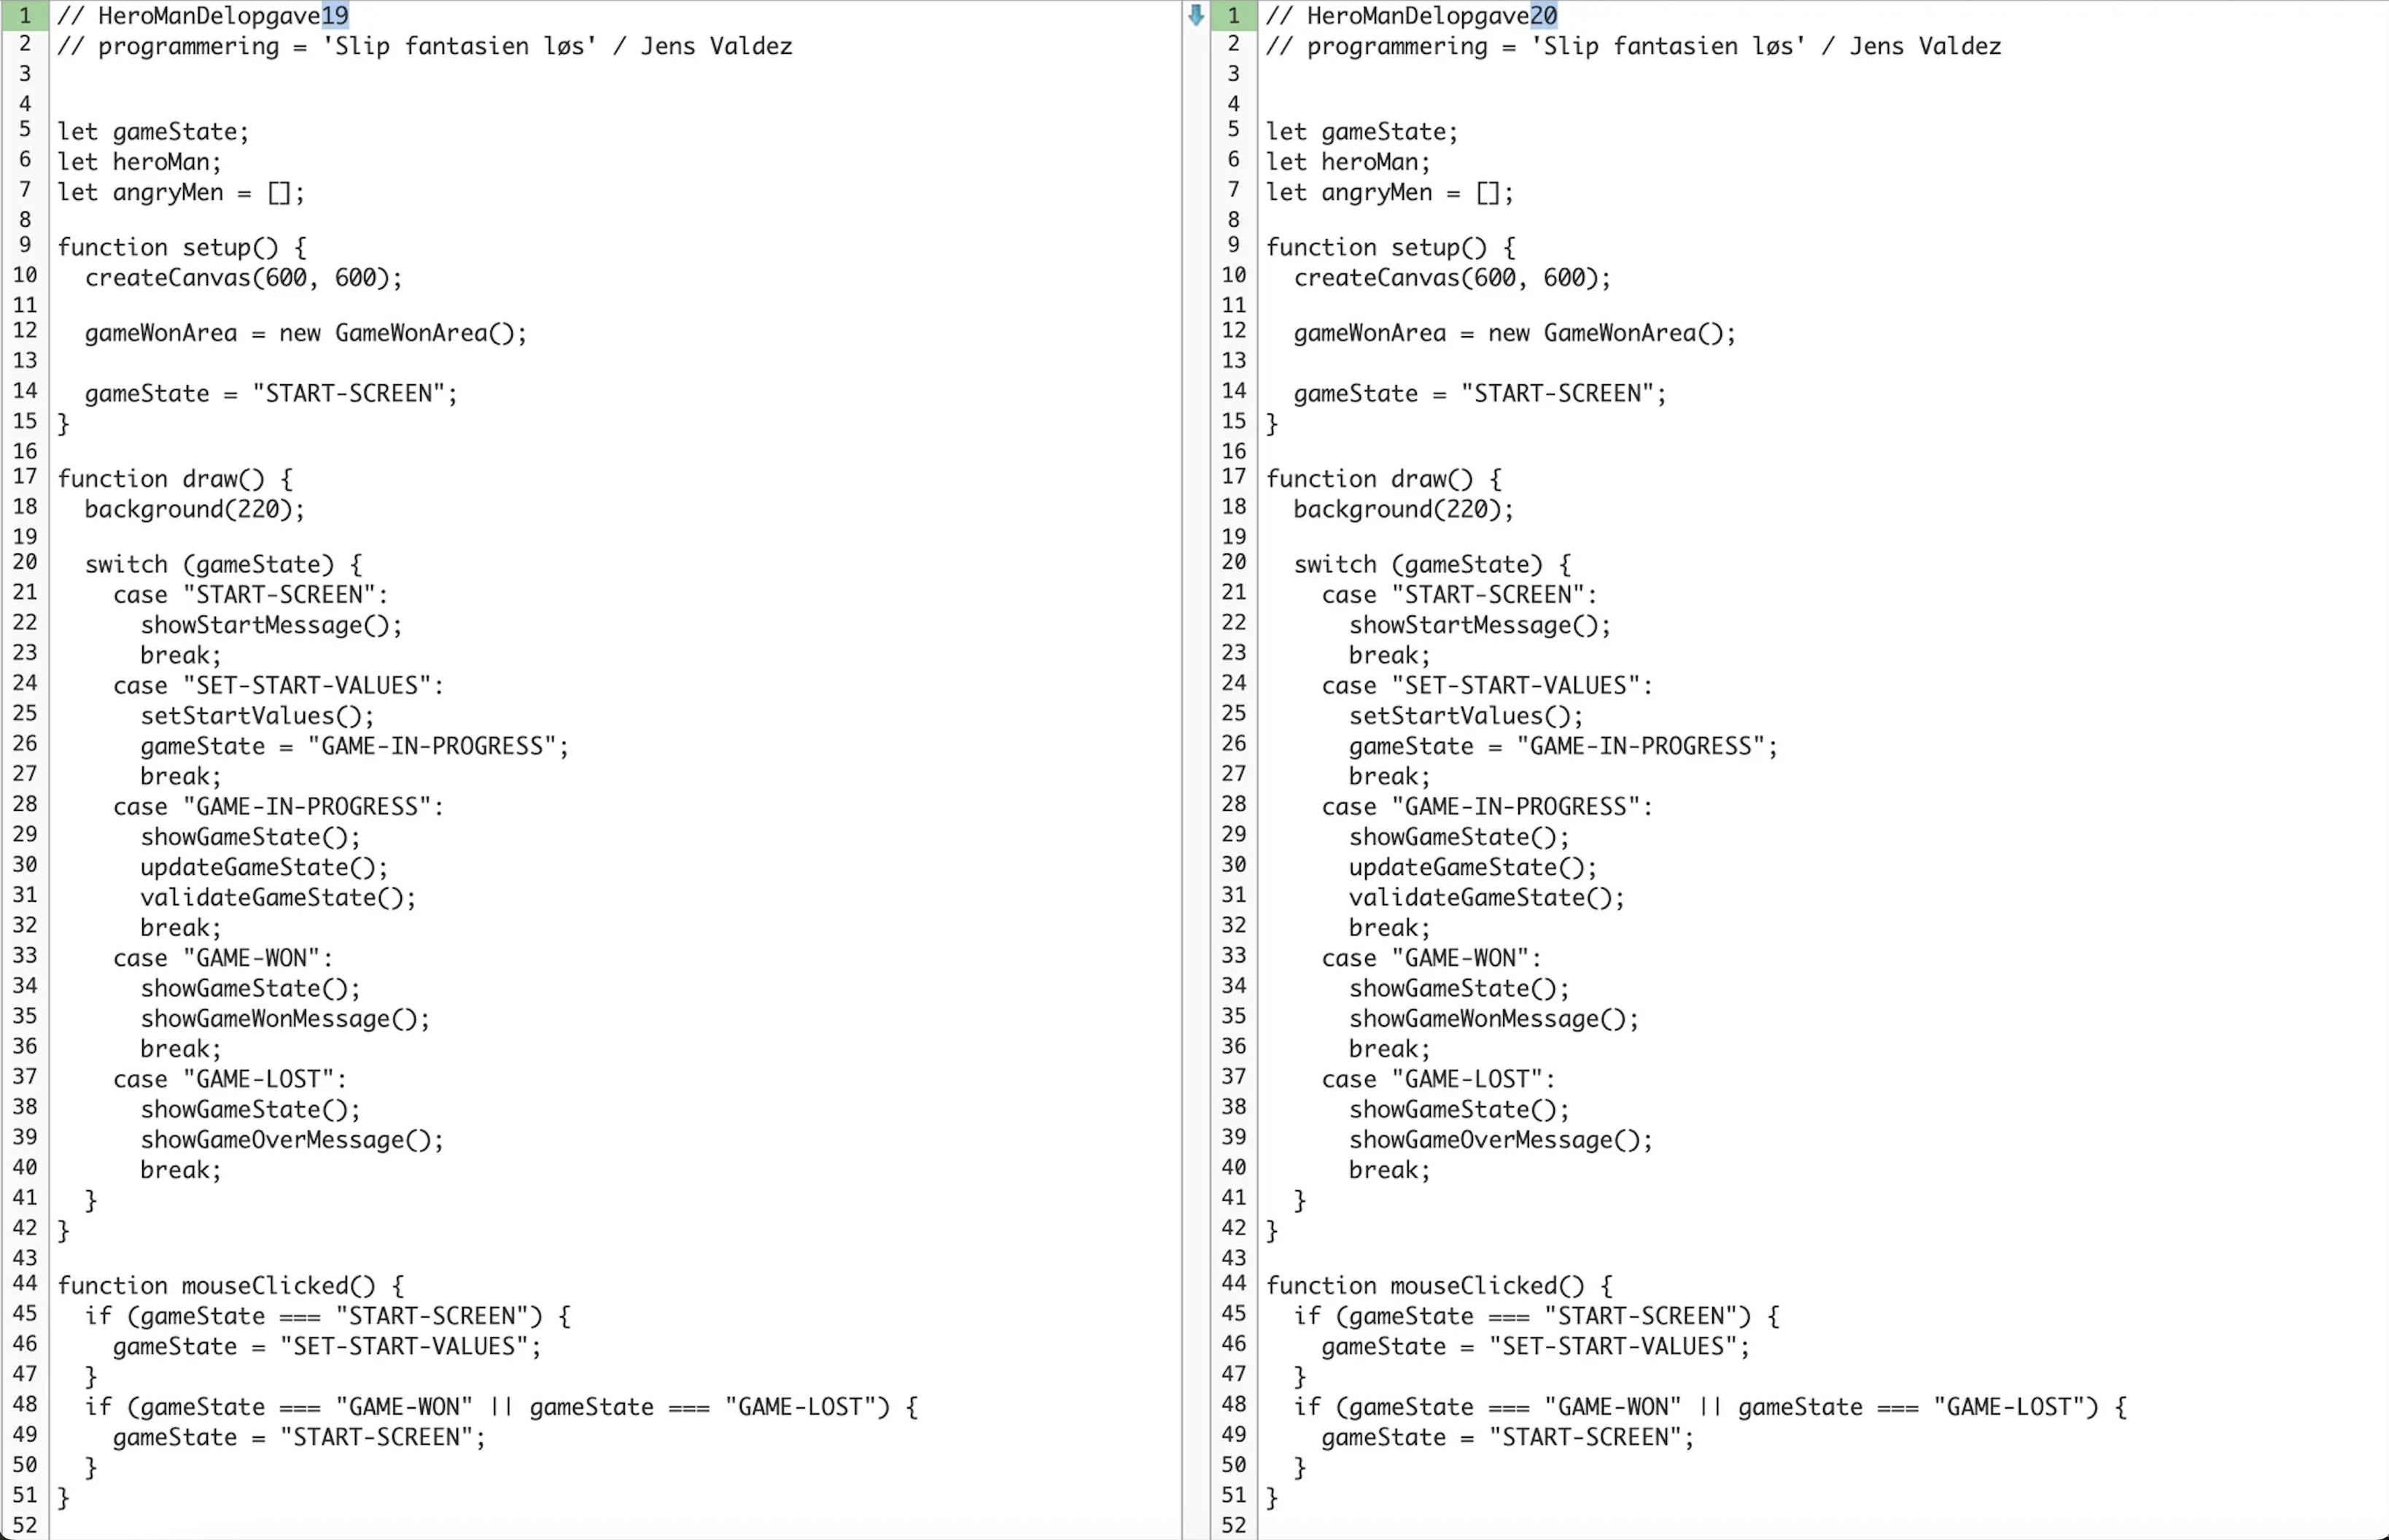 1 // HeroManDelopgave19
2 // programmering = 'Slip fantasien løs' / Jens Valdez
3
4
5 let gameState;
6 let heroMan;
7 let angryMen = [];
8
9 function setup() {
10 createCanvas(600, 600);
11
12 gameWonArea = new GameWonArea();
13
14 gameState = "START-SCREEN";
15 }
16
17 function draw() {
18 background(220);
19
20 switch (gameState) {
21 case "START-SCREEN":
22 showStartMessage();
23 break;
24 case "SET-START-VALUES":
25 setStartValues();
26 gameState = "GAME-IN-PROGRESS";
27 break;
28 case "GAME-IN-PROGRESS":
29 showGameState();
30 updateGameState();
31 validateGameState();
32 break;
33 case "GAME-WON":
34 showGameState();
35 showGameWonMessage();
36 break;
37 case "GAME-LOST":
38 showGameState();
39 showGameOverMessage();
40 break;
41 }
42 }
43
44 function mouseClicked() {
45 if (gameState === "START-SCREEN") {
46 gameState = "SET-START-VALUES";
47 }
48 if (gameState === "GAME-WON" || gameState === "GAME-LOST") {
49 gameState = "START-SCREEN";
50 }
51 }
52
1 // HeroManDelopgave20
2 // programmering = 'Slip fantasien løs' / Jens Valdez
3
4
5 let gameState;
6 let heroMan;
7 let angryMen = [];
8
9 function setup() {
10 createCanvas(600, 600);
11
12 gameWonArea = new GameWonArea();
13
14 gameState = "START-SCREEN";
15 }
16
17 function draw() {
18 background(220);
19
20 switch (gameState) {
21 case "START-SCREEN":
22 showStartMessage();
23 break;
24 case "SET-START-VALUES":
25 setStartValues();
26 gameState = "GAME-IN-PROGRESS";
27 break;
28 case "GAME-IN-PROGRESS":
29 showGameState();
30 updateGameState();
31 validateGameState();
32 break;
33 case "GAME-WON":
34 showGameState();
35 showGameWonMessage();
36 break;
37 case "GAME-LOST":
38 showGameState();
39 showGameOverMessage();
40 break;
41 }
42 }
43
44 function mouseClicked() {
45 if (gameState === "START-SCREEN") {
46 gameState = "SET-START-VALUES";
47 }
48 if (gameState === "GAME-WON" || gameState === "GAME-LOST") {
49 gameState = "START-SCREEN";
50 }
51 }
52